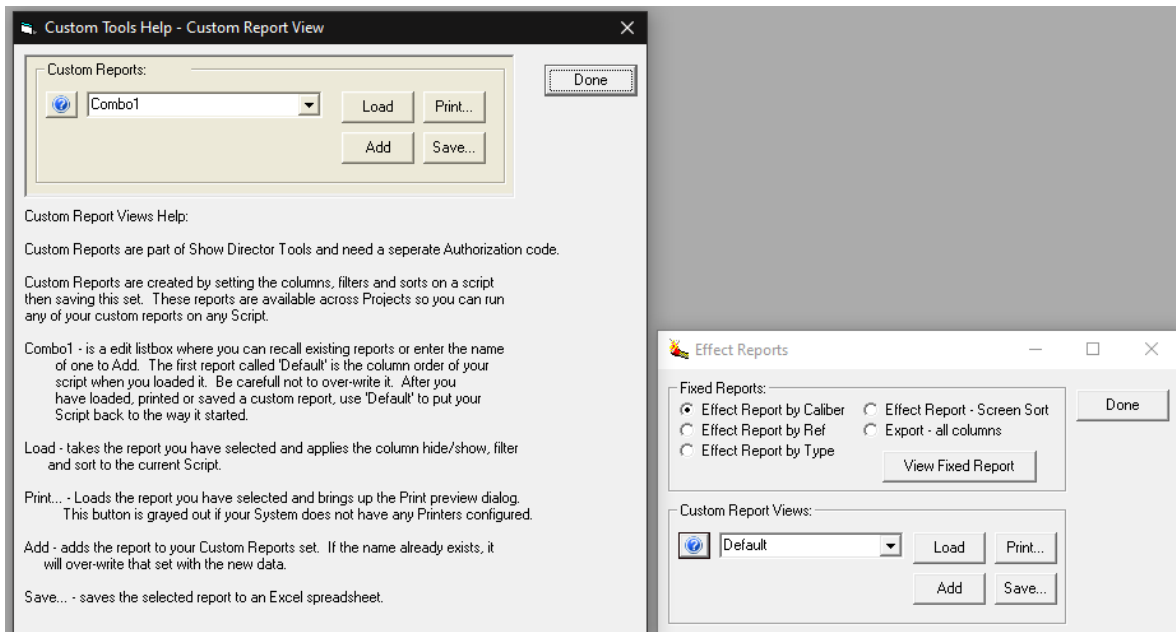 Custom Tools Help - Custom Report View
Custom Reports:
Combo1
Load
Print...
Add
Save...
Done
Custom Report Views Help:
Custom Reports are part of Show Director Tools and need a seperate Authorization code.
Custom Reports are created by setting the columns, filters and sorts on a script
then saving this set. These reports are available across Projects so you can run
any of your custom reports on any Script.
Combo1 - is a edit listbox where you can recall existing reports or enter the name
of one to Add. The first report called 'Default' is the column order of your
script when you loaded it. Be carefull not to over-write it. After you
have loaded, printed or saved a custom report, use 'Default' to put your
Script back to the way it started.
Load - takes the report you have selected and applies the column hide/show, filter
and sort to the current Script.
Print... - Loads the report you have selected and brings up the Print preview dialog.
This button is grayed out if your System does not have any Printers configured.
Add - adds the report to your Custom Reports set. If the name already exists, it
will over-write that set with the new data.
Save... - saves the selected report to an Excel spreadsheet.
Effect Reports
Fixed Reports:
Effect Report by Caliber
Effect Report - Screen Sort
Effect Report by Ref
Export - all columns
Effect Report by Type
View Fixed Report
Done
Custom Report Views:
Default
Load
Print...
Add
Save...